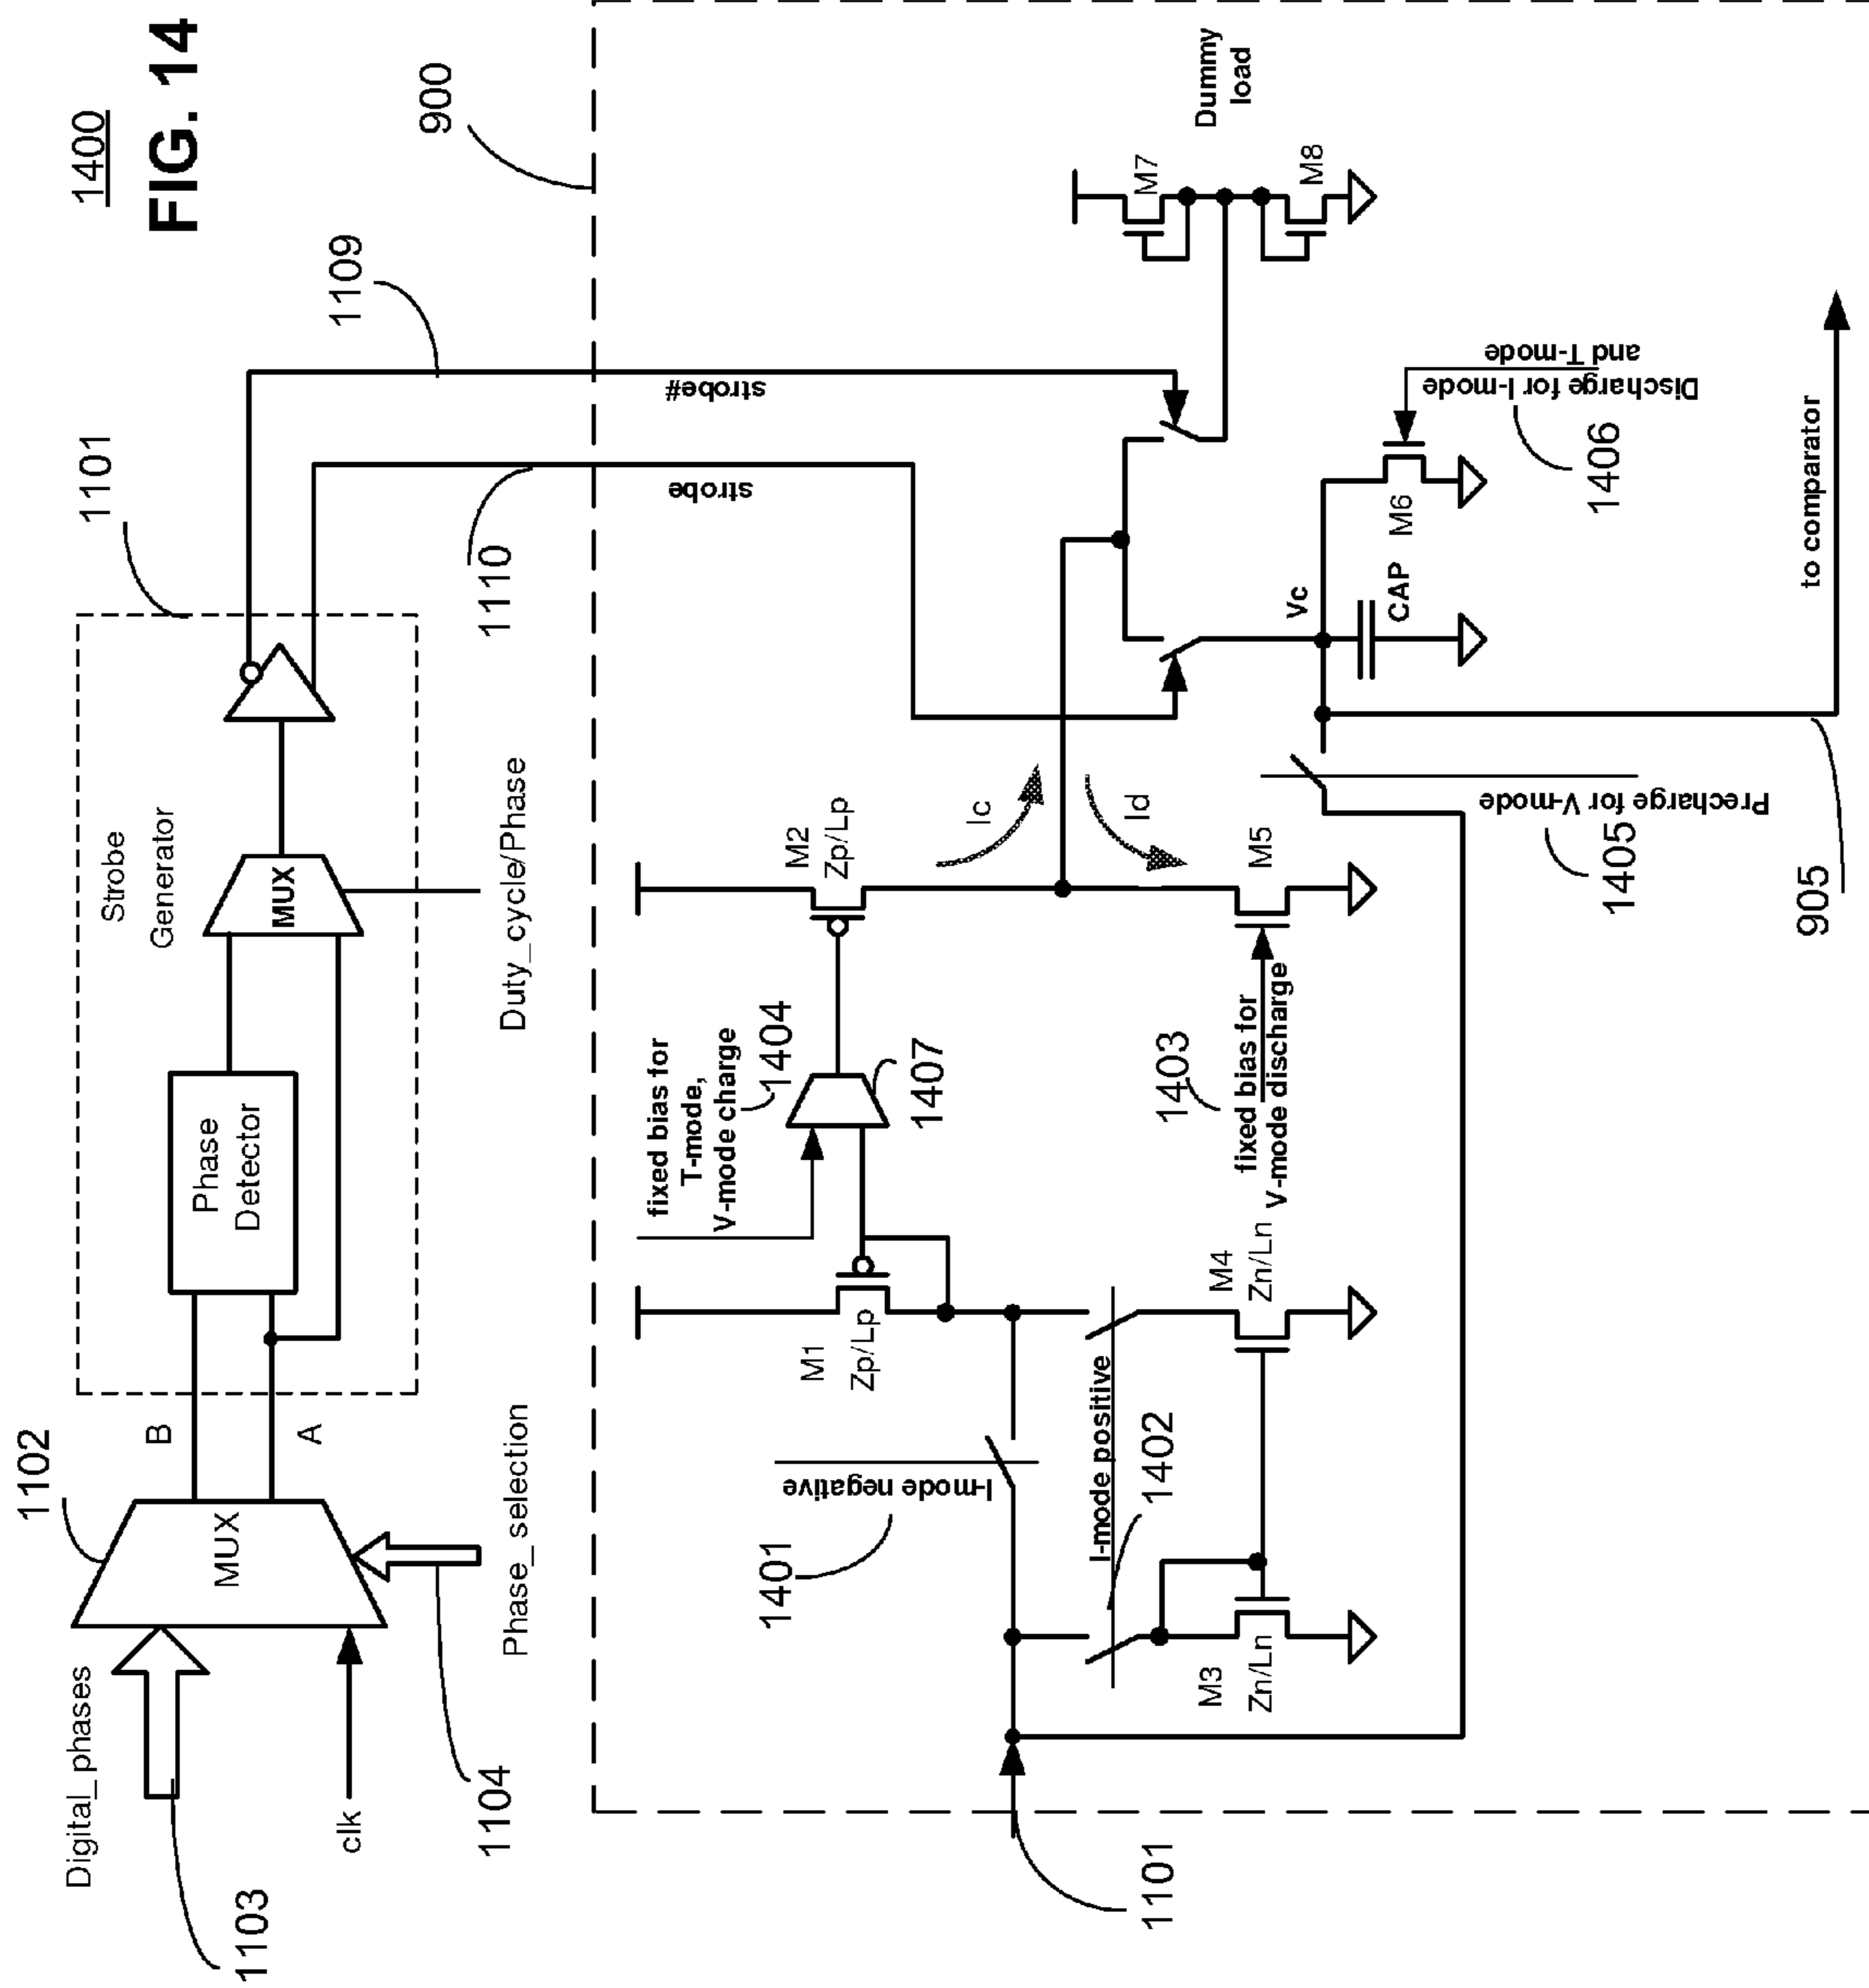 1400
FIG. 14
Digital_phases
1103
clk
1104
Phase_selection
1102
MUX
B
A
Phase
Detector
Strobe
Generator
MUX
Duty_cycle/Phase
1101
1110
1109
strobe
strobe#
900
1101
1401
I-mode negative
I-mode positive
1402
M3
Zn/Ln
M4
Zn/Ln
M1
Zp/Lp
fixed bias for
T-mode,
V-mode charge
1404
1407
M2
Zp/Lp
Ic
Id
1403
fixed bias for
V-mode discharge
M5
Precharge for V-mode
1405
905
Vc
CAP
M6
Discharge for I-mode
and T-mode
1406
to comparator
M7
M8
Dummy
load